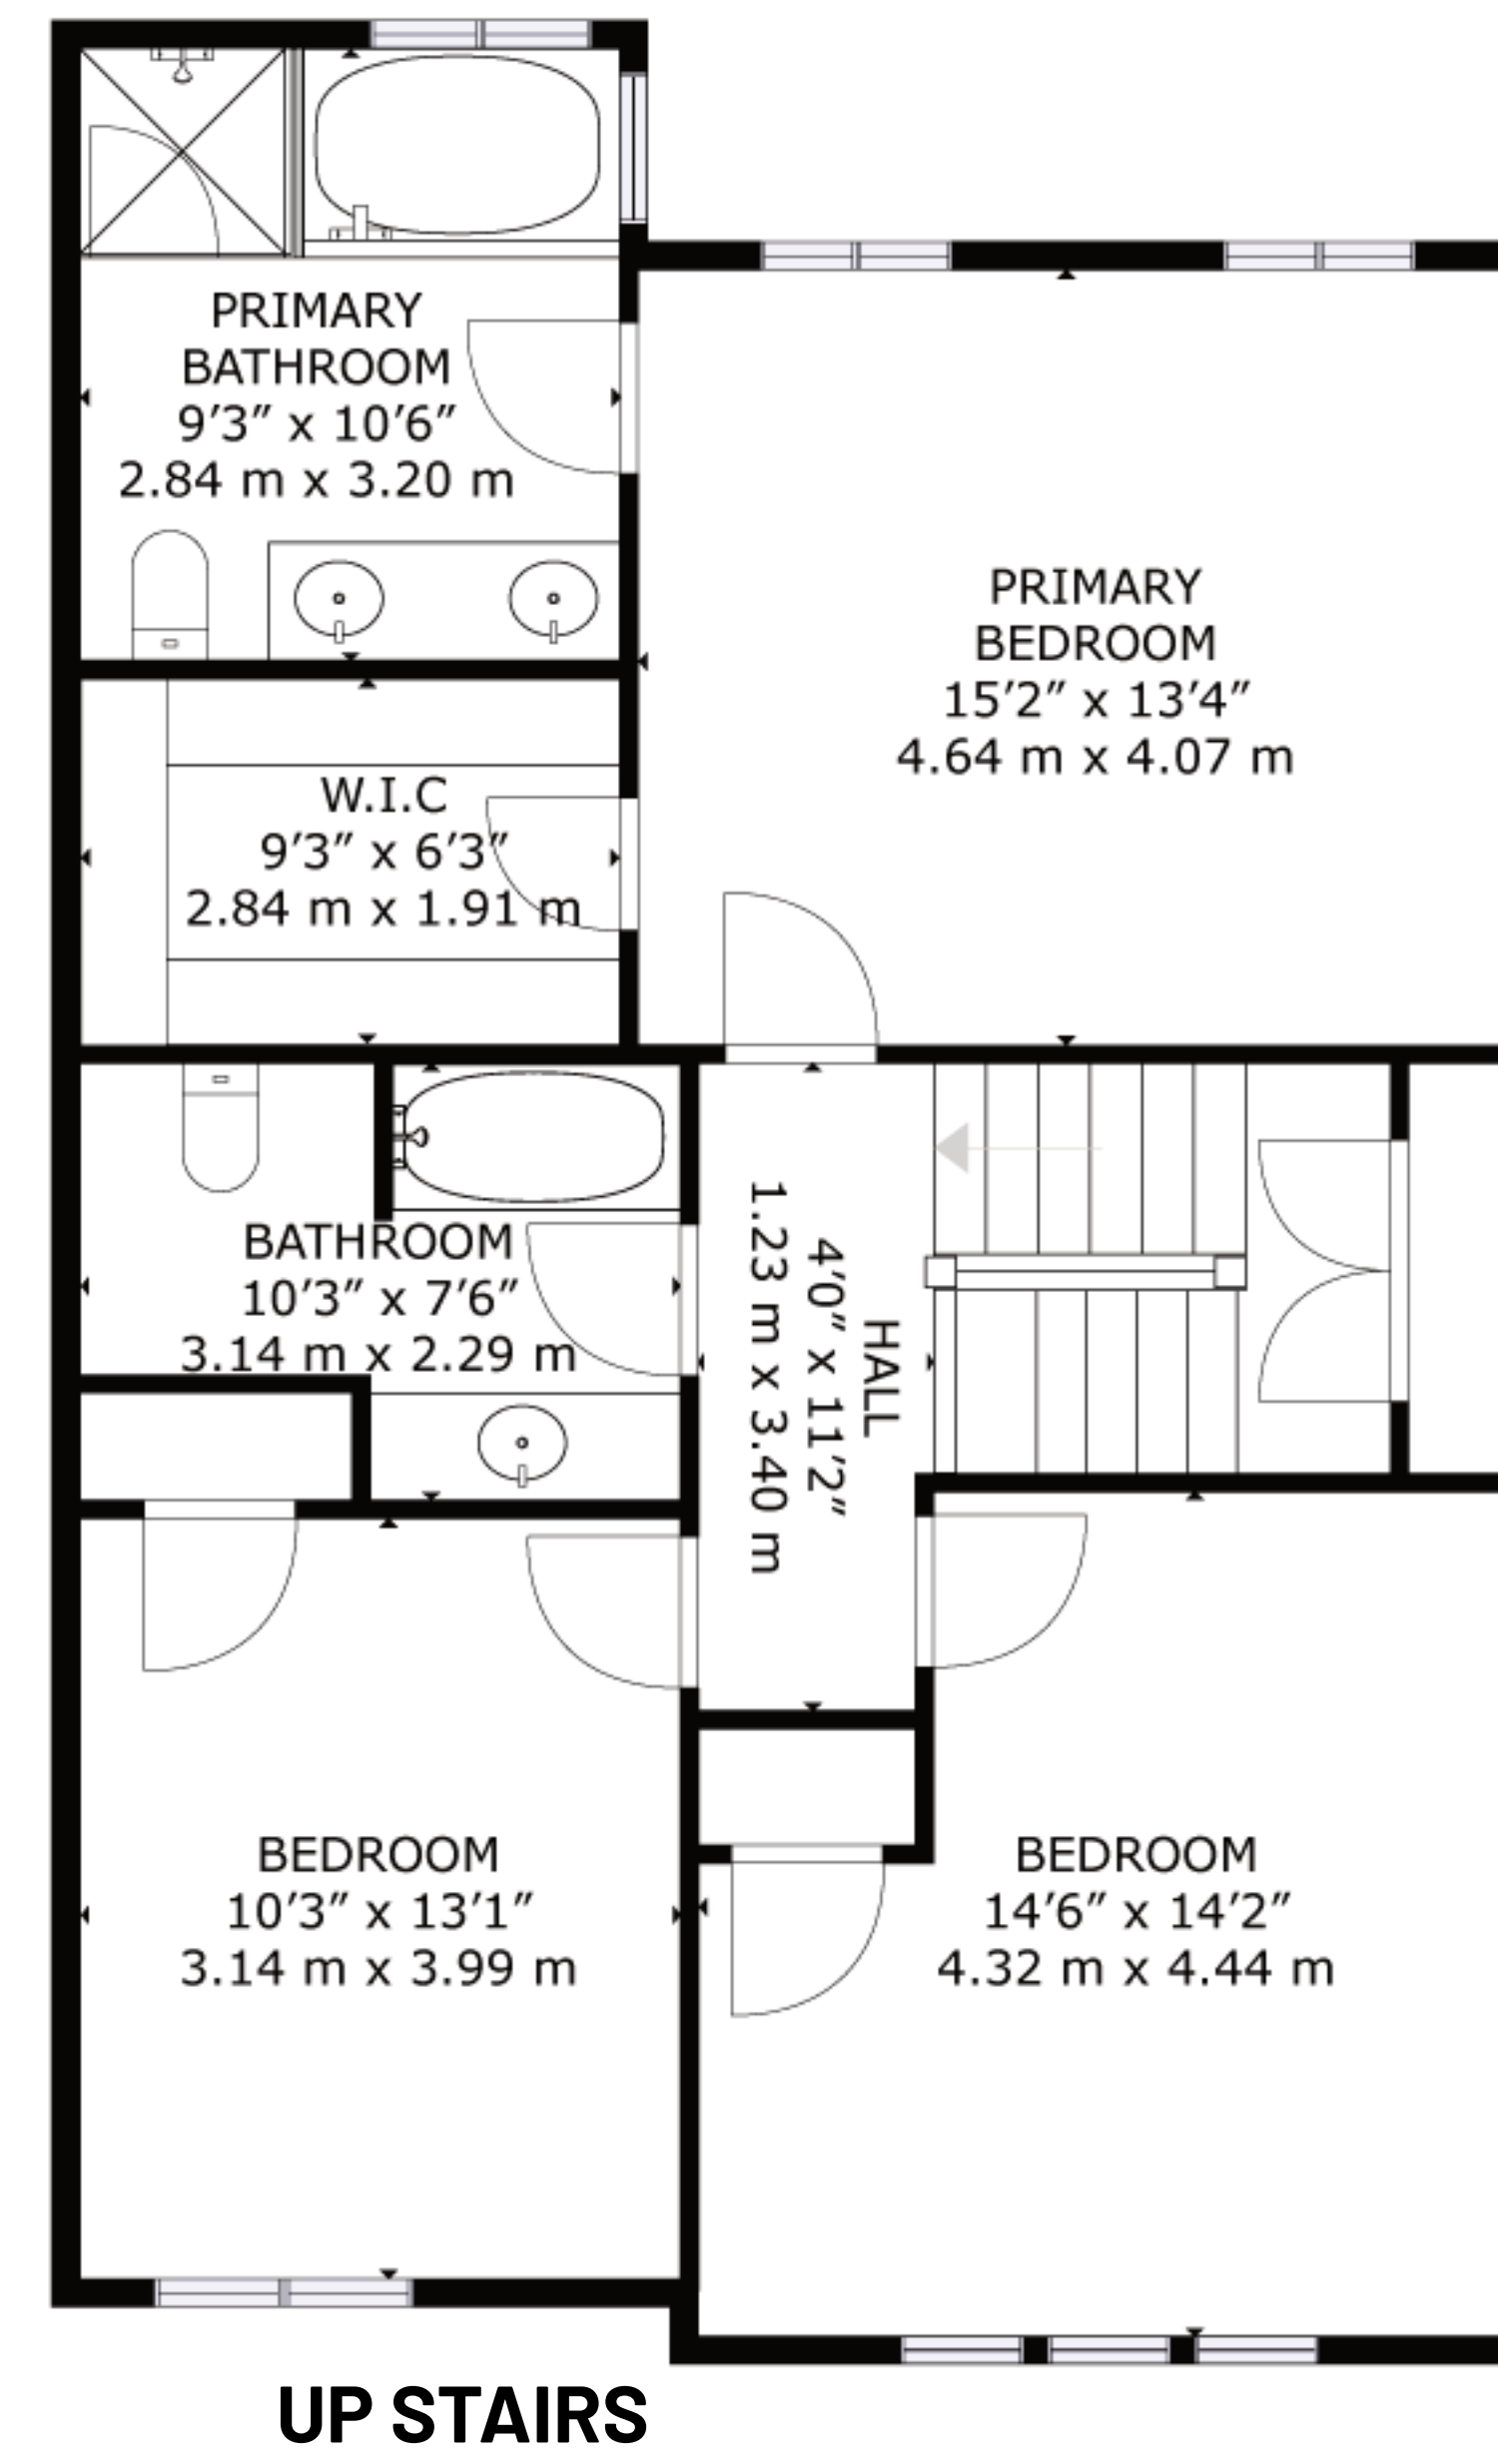 PRIMARY
BATHROOM
9′3″ x 10′6″
2.84 m x 3.20 m
PRIMARY
BEDROOM
15′2″ x 13′4″
4.64 m x 4.07 m
W.I.C
9′3″ x 6′3″
2.84 m x 1.91 m
BATHROOM
10′3″ x 7′6″
3.14 m x 2.29 m
HALL
4′0″ x 11′2″
1.23 m x 3.40 m
BEDROOM
10′3″ x 13′1″
3.14 m x 3.99 m
BEDROOM
14′6″ x 14′2″
4.32 m x 4.44 m
UP STAIRS